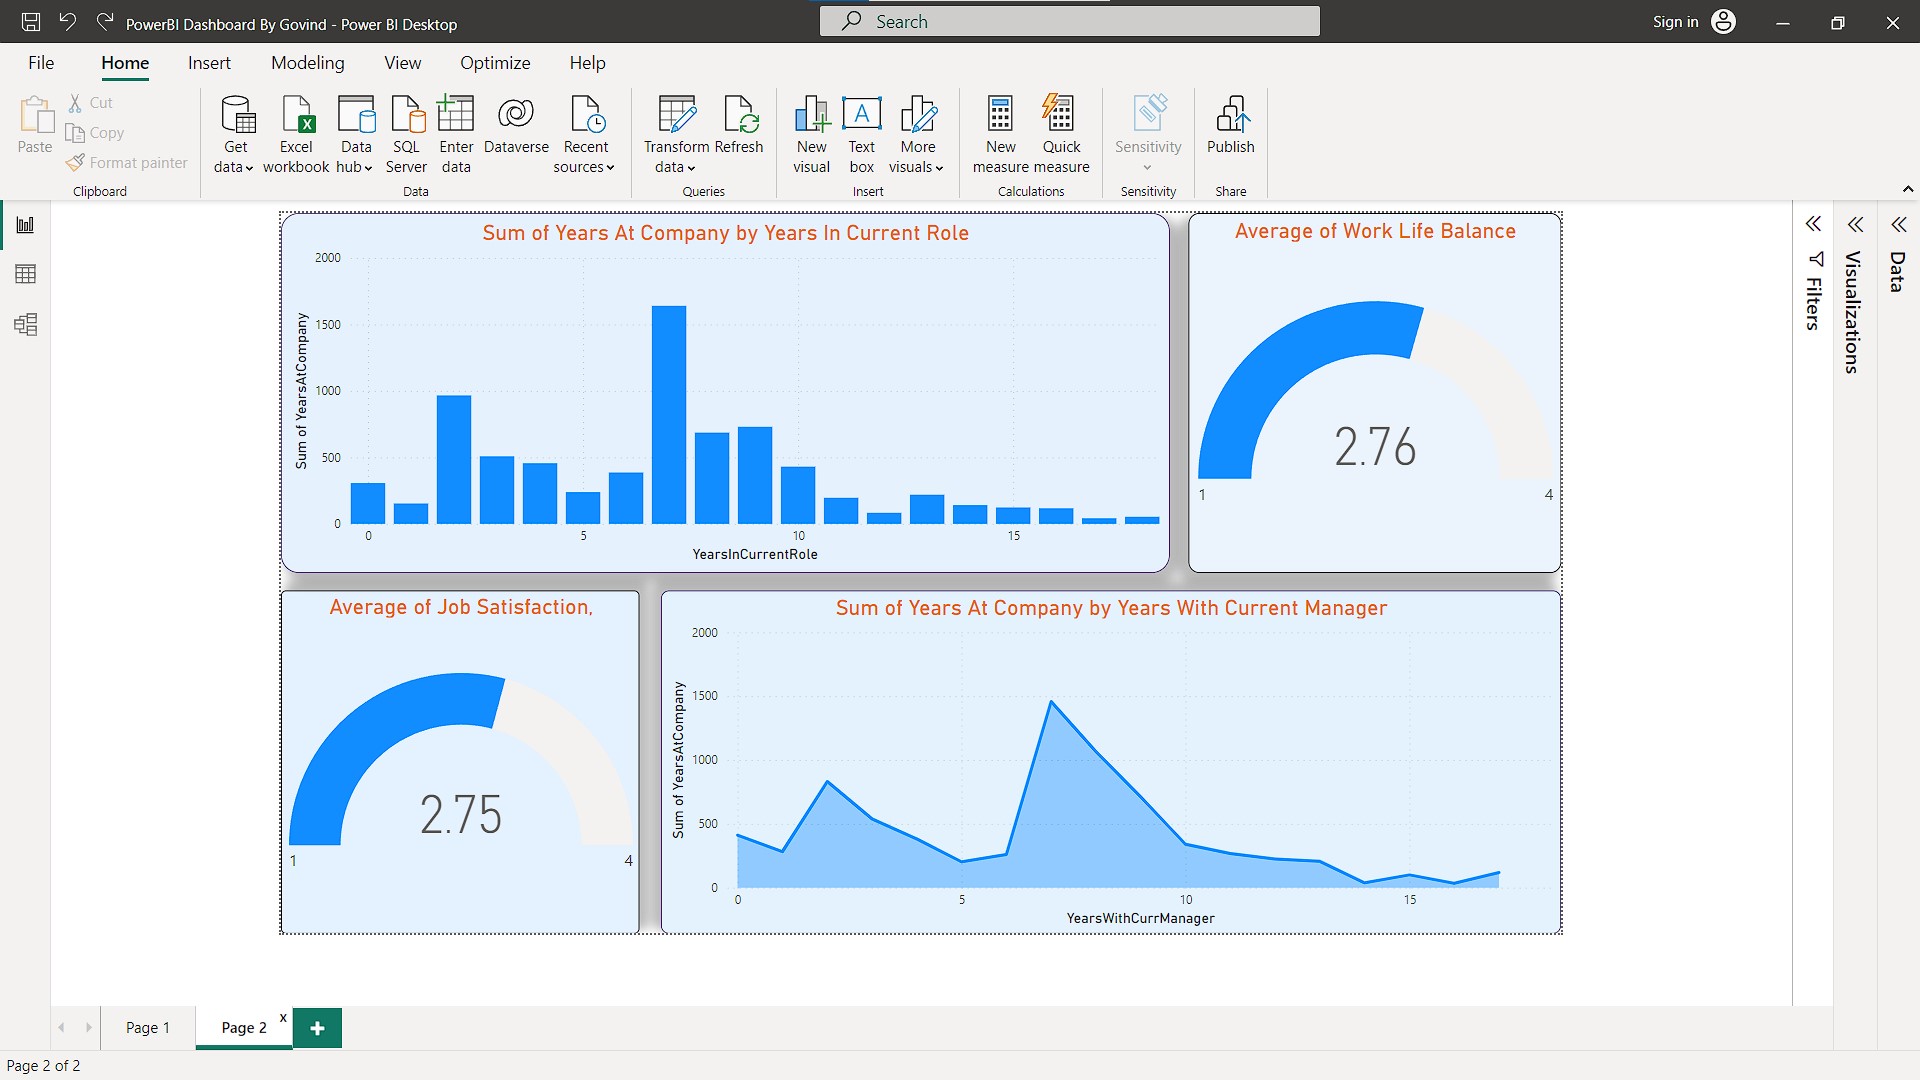 PowerBI Dashboard By Govind - Power BI Desktop
Search
Sign in
File Home Insert Modeling View Optimize Help
Paste
Cut
Copy
Format painter
Clipboard
Get data
Excel workbook
Data hub
SQL Server
Enter data
Dataverse
Recent sources
Data
Transform data
Refresh
Queries
New visual
Text box
More visuals
Insert
New measure
Quick measure
Calculations
Sensitivity
Sensitivity
Publish
Share
Sum of Years At Company by Years In Current Role
Sum of YearsAtCompany
2000
1500
1000
500
0
0 5 10 15
YearsInCurrentRole
Average of Work Life Balance
2.76
1 4
Average of Job Satisfaction,
2.75
1 4
Sum of Years At Company by Years With Current Manager
Sum of YearsAtCompany
2000
1500
1000
500
0
0 5 10 15
YearsWithCurrManager
Filters
Visualizations
Data
Page 1
Page 2
x
Page 2 of 2